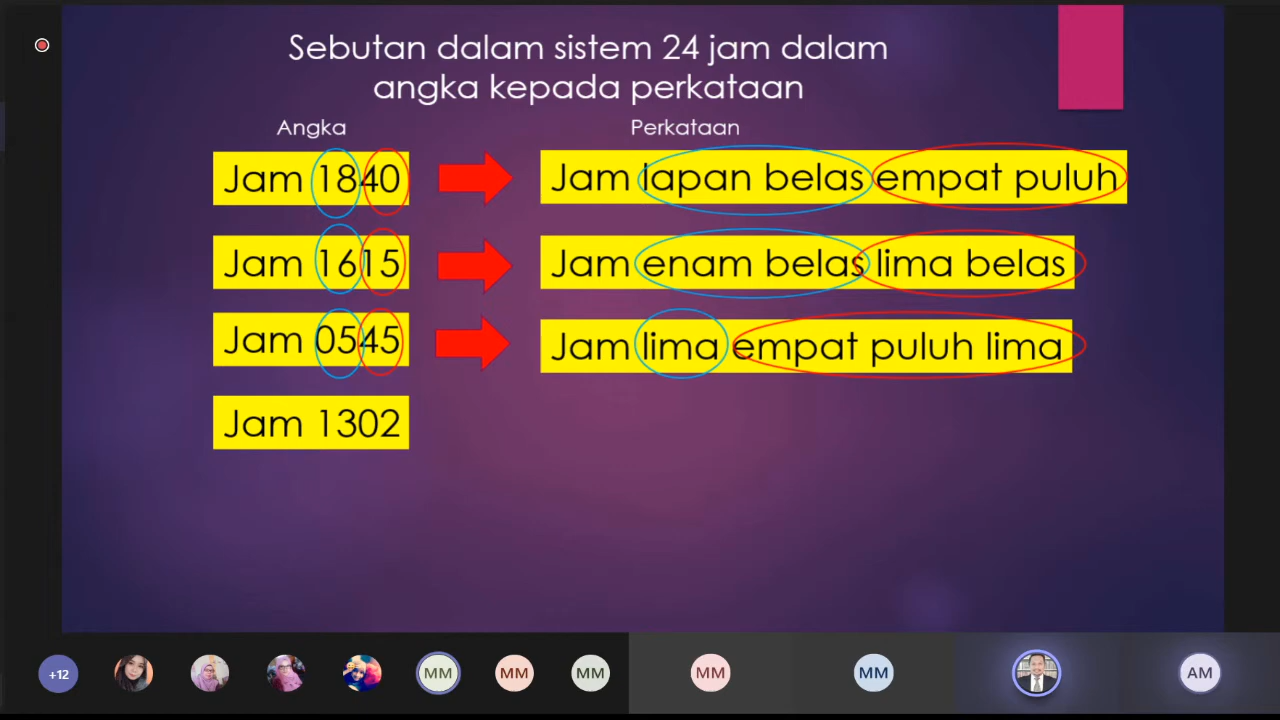 Sebutan dalam sistem 24 jam dalam
angka kepada perkataan
Angka
Perkataan
Jam 1840
Jam lapan belas empat puluh
Jam 1615
Jam enam belas lima belas
Jam 0545
Jam lima empat puluh lima
Jam 1302
+12
MM
MM
MM
MM
MM
AM